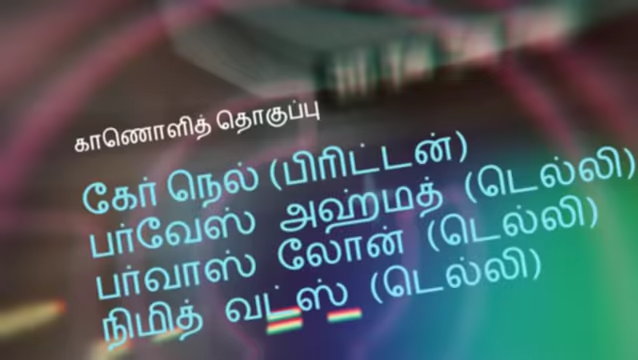 காணொளித் தொகுப்பு
கேர் நெல் (பிரிட்டன்)
பர்வேஸ் அஹ்மத் (டெல்லி)
பர்வாஸ் லோன் (டெல்லி)
நிமித் வட்ஸ் (டெல்லி)